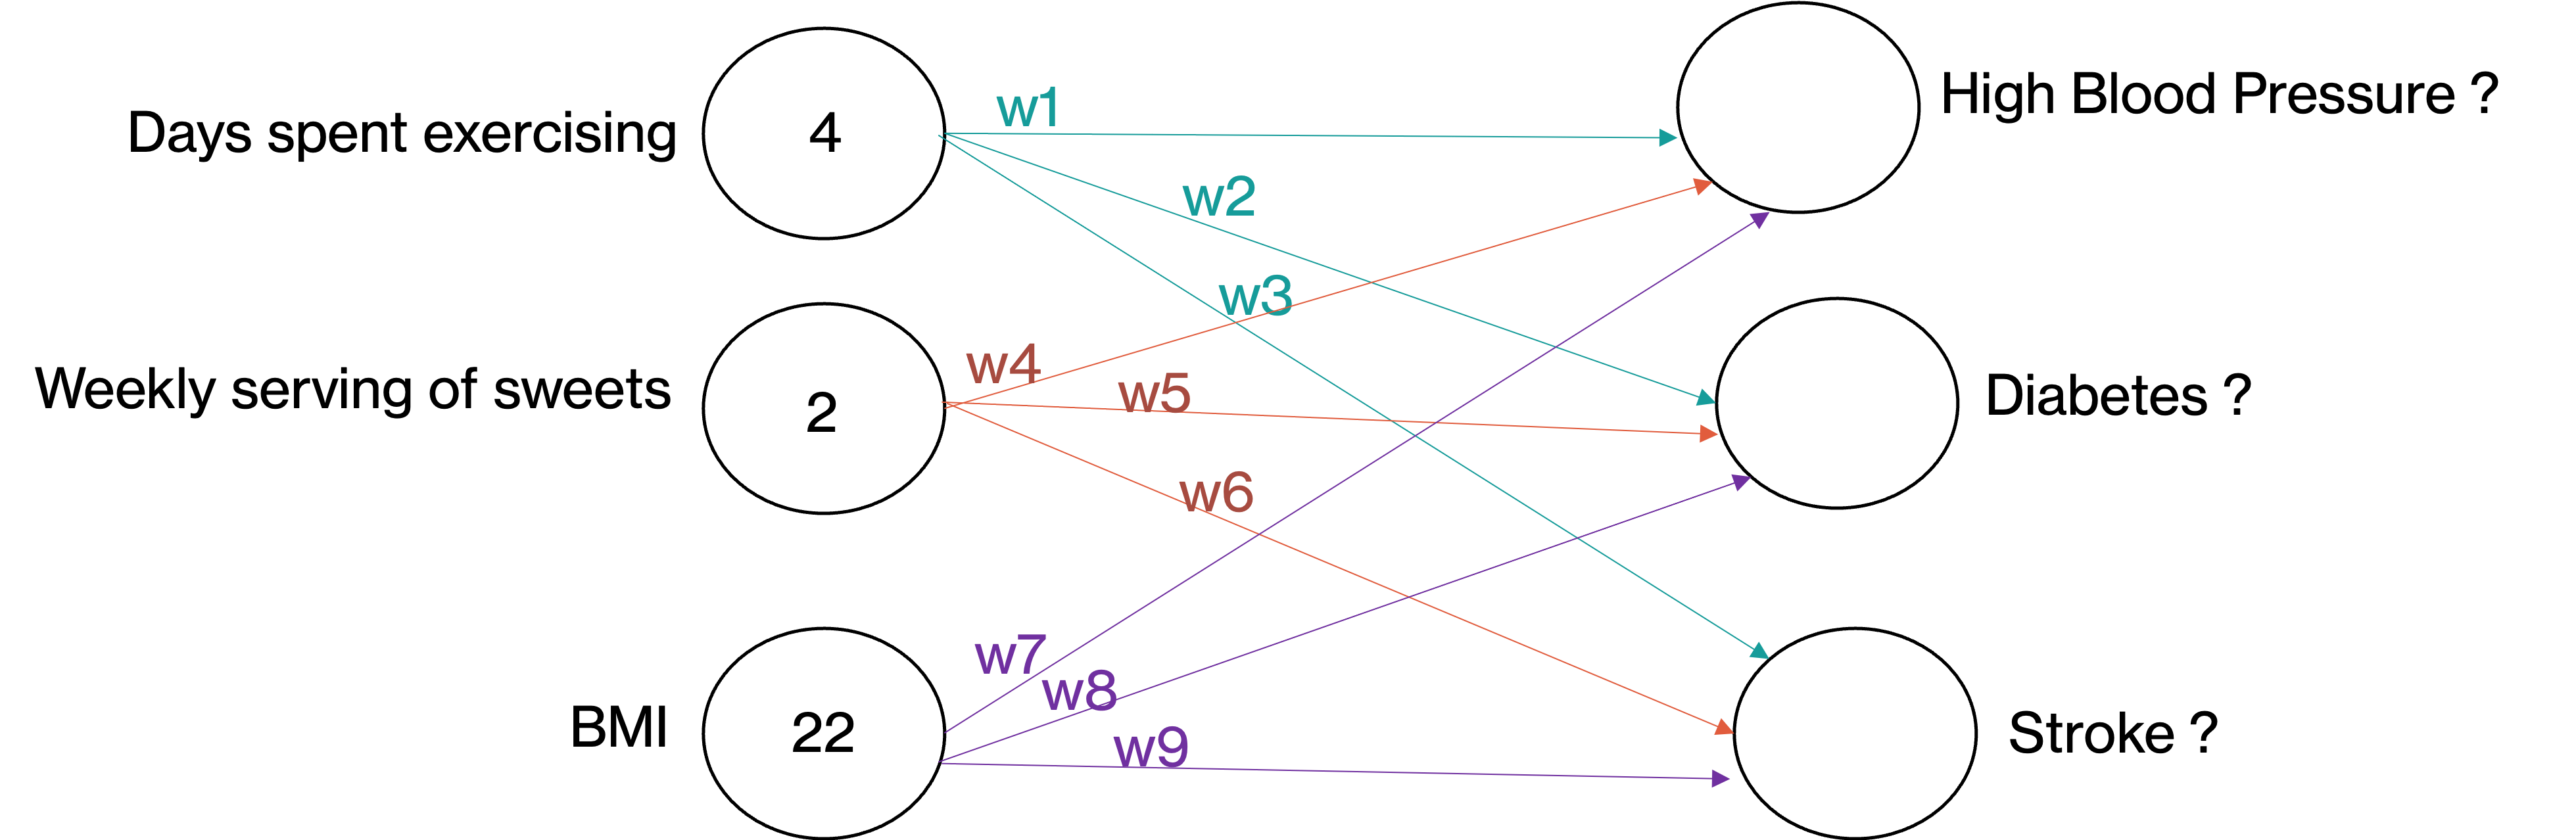 Days spent exercising
4
w1
w2
w3
High Blood Pressure ?
Weekly serving of sweets
2
w4
w5
w6
Diabetes ?
BMI
22
w7
w8
w9
Stroke ?